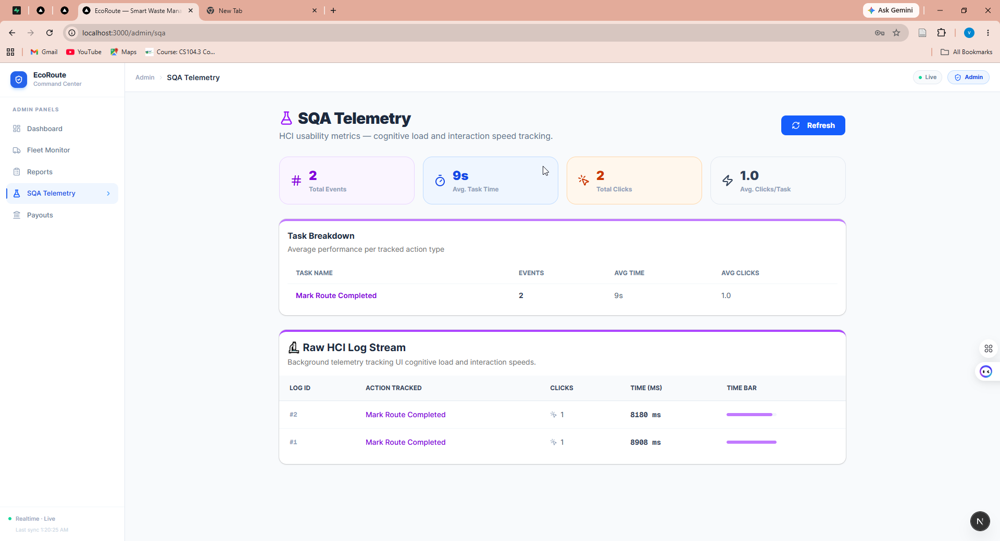 EcoRoute — Smart Waste Mana
New Tab
Ask Gemini
localhost:3000/admin/sqa
V
Gmail
YouTube
Maps
Course: CS104.3 Co...
All Bookmarks
EcoRoute
Command Center
Admin
SQA Telemetry
Live
Admin
ADMIN PANELS
Dashboard
Fleet Monitor
Reports
SQA Telemetry
Payouts
SQA Telemetry
HCI usability metrics — cognitive load and interaction speed tracking.
Refresh
2
Total Events
9s
Avg. Task Time
2
Total Clicks
1.0
Avg. Clicks/Task
Task Breakdown
Average performance per tracked action type
TASK NAME EVENTS AVG TIME AVG CLICKS
Mark Route Completed 2 9s 1.0
Raw HCI Log Stream
Background telemetry tracking UI cognitive load and interaction speeds.
LOG ID ACTION TRACKED CLICKS TIME (MS) TIME BAR
#2 Mark Route Completed 1 8180 ms
#1 Mark Route Completed 1 8908 ms
Realtime · Live
Last sync 1:20:25 AM
N